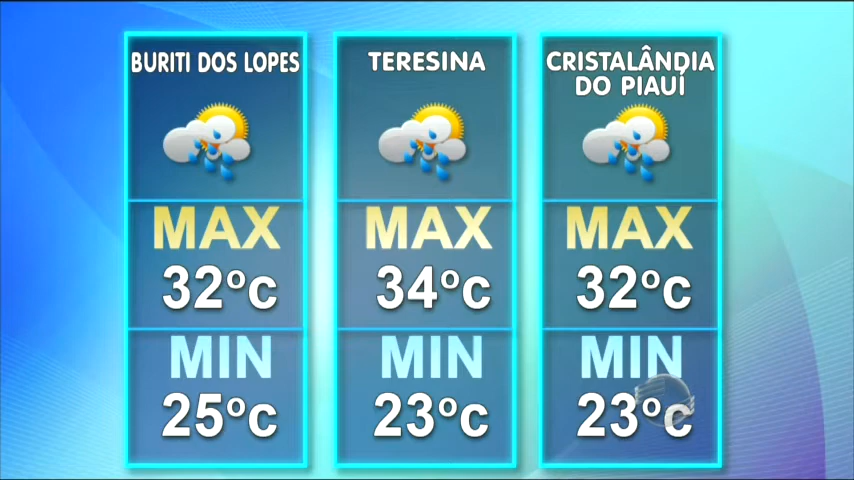 BURITI DOS LOPES
MAX
32ºc
MIN
25ºc
TERESINA
MAX
34ºc
MIN
23ºc
CRISTALÂNDIA
DO PIAUÍ
MAX
32ºc
MIN
23ºc